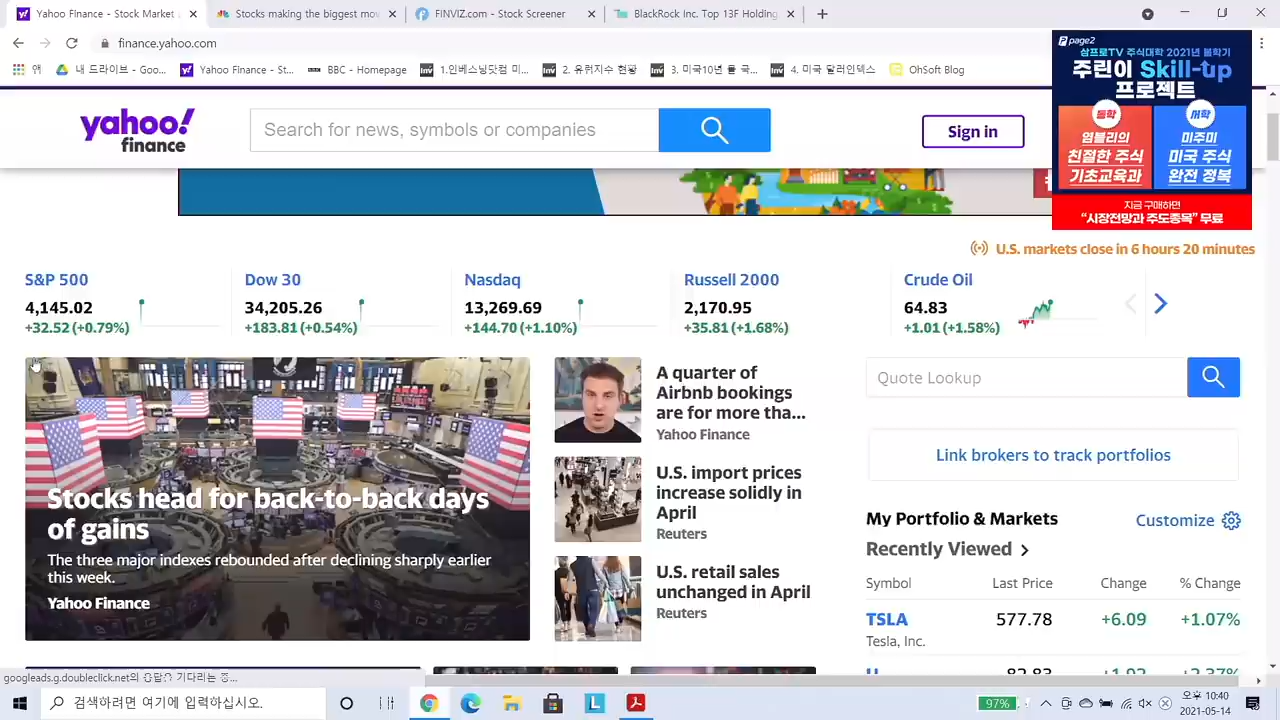 Yahoo Finance - Stock Market
Stocks making the biggest mov
FINVIZ.com - Stock Screener
BlackRock Inc. Top 13F Holding
finance.yahoo.com
앱
내 드라이브 - Goo...
Yahoo Finance - St...
BBC - Homepage
1.인베스팅닷컴 미...
2. 유럽지수 현황
3. 미국10년 물 국...
4. 미국 달러인덱스
OhSoft Blog
page2
삼프로TV 주식대학 2021년 봄학기
주린이 Skill-up
프로젝트
동학
염블리의
친절한 주식
기초교육과
서학
미주미
미국 주식
완전 정복
지금 구매하면
“시장전망과 주도종목” 무료
yahoo!
finance
Search for news, symbols or companies
Sign in
U.S. markets close in 6 hours 20 minutes
S&P 500
4,145.02
+32.52 (+0.79%)
Dow 30
34,205.26
+183.81 (+0.54%)
Nasdaq
13,269.69
+144.70 (+1.10%)
Russell 2000
2,170.95
+35.81 (+1.68%)
Crude Oil
64.83
+1.01 (+1.58%)
Stocks head for back-to-back days
of gains
The three major indexes rebounded after declining sharply earlier
this week.
Yahoo Finance
A quarter of
Airbnb bookings
are for more tha...
Yahoo Finance
U.S. import prices
increase solidly in
April
Reuters
U.S. retail sales
unchanged in April
Reuters
Quote Lookup
Link brokers to track portfolios
My Portfolio & Markets
Customize
Recently Viewed
Symbol Last Price Change % Change
TSLA 577.78 +6.09 +1.07%
Tesla, Inc.
googleads.g.doubleclick.net의 응답을 기다리는 중...
검색하려면 여기에 입력하십시오.
97%
오후 10:40
2021-05-14